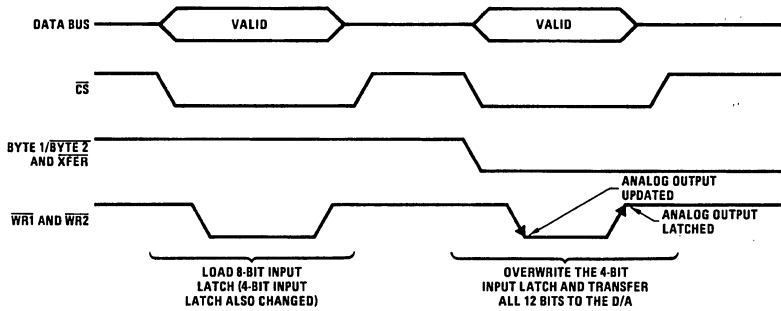 DATA BUS
VALID
VALID
CS
BYTE 1/BYTE 2
AND XFER
WR1 AND WR2
ANALOG OUTPUT
UPDATED
ANALOG OUTPUT
LATCHED
LOAD 8-BIT INPUT
LATCH (4-BIT INPUT
LATCH ALSO CHANGED)
OVERWRITE THE 4-BIT
INPUT LATCH AND TRANSFER
ALL 12 BITS TO THE D/A